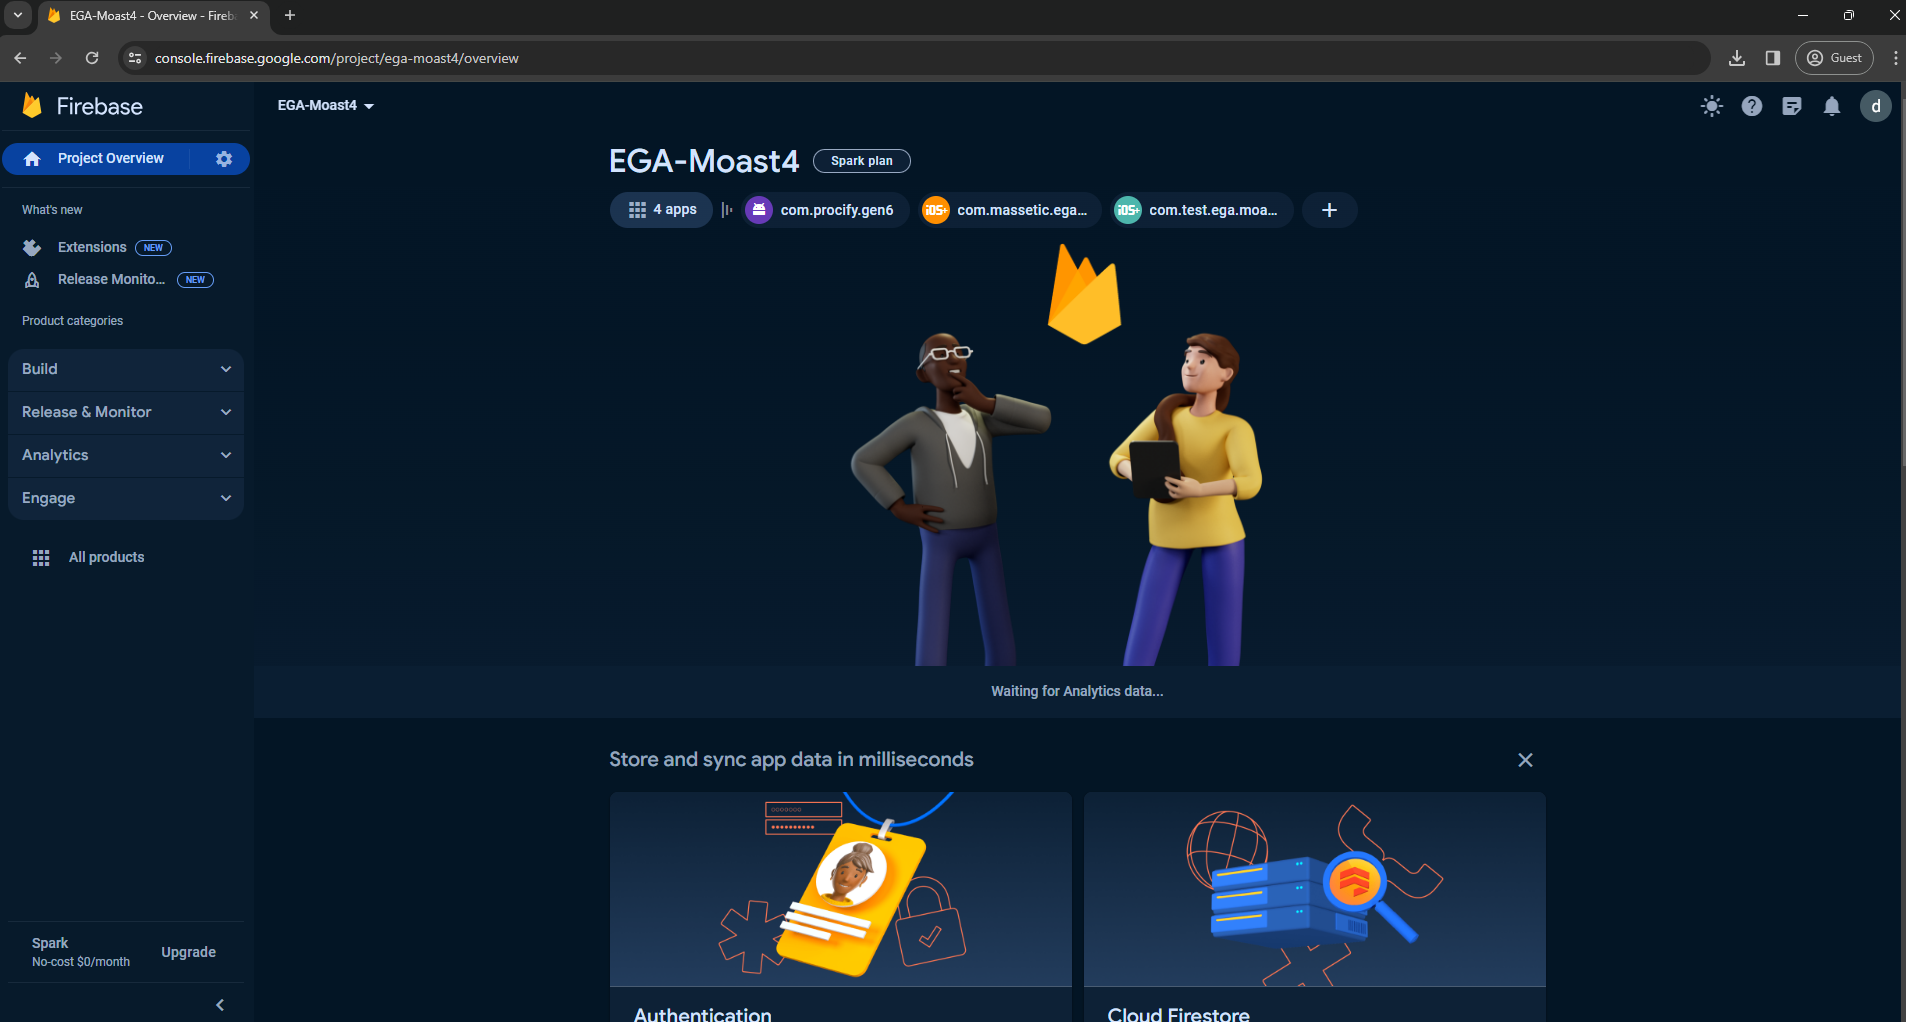 EGA-Moast4 - Overview - Fireb
console.firebase.google.com/project/ega-moast4/overview
Guest
Firebase
EGA-Moast4
d
Project Overview
EGA-Moast4
Spark plan
4 apps
com.procify.gen6
iOS+
com.massetic.ega...
iOS+
com.test.ega.moa...
What's new
Extensions
NEW
Release Monito...
NEW
Product categories
Build
Release & Monitor
Analytics
Engage
All products
Waiting for Analytics data...
Store and sync app data in milliseconds
Authentication
Cloud Firestore
Spark
No-cost $0/month
Upgrade